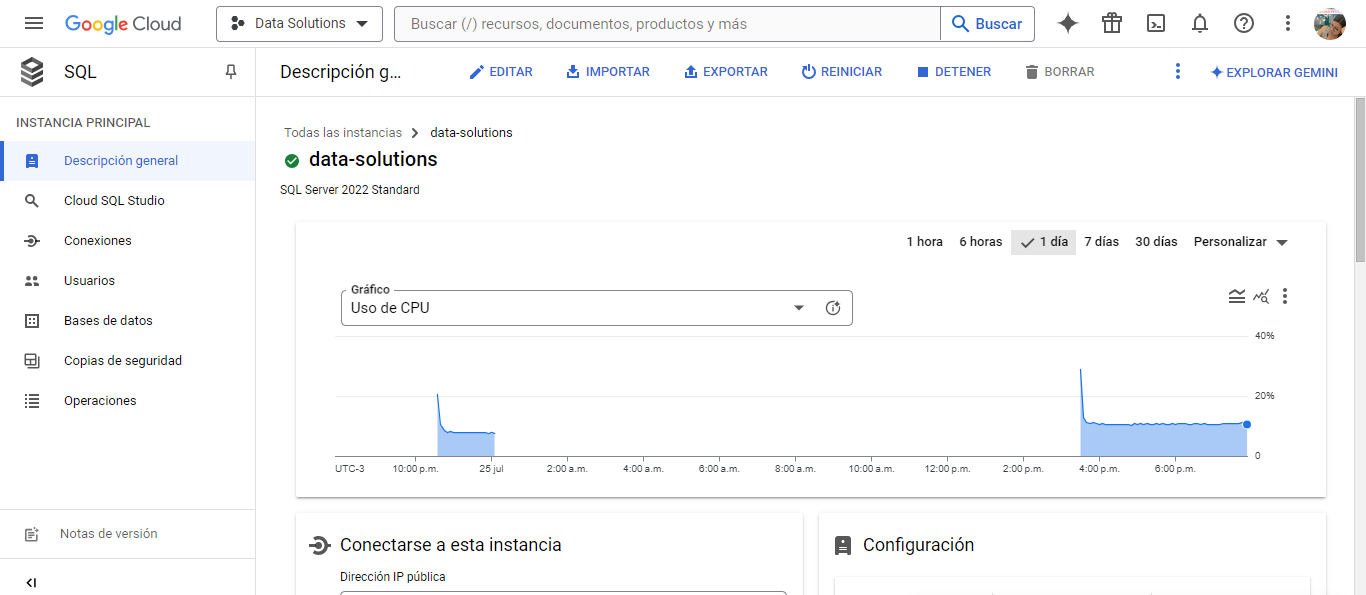 Google Cloud
Data Solutions
Buscar (/) recursos, documentos, productos y más
Buscar
SQL
Descripción g...
EDITAR
IMPORTAR
EXPORTAR
REINICIAR
DETENER
BORRAR
EXPLORAR GEMINI
INSTANCIA PRINCIPAL
Descripción general
Cloud SQL Studio
Conexiones
Usuarios
Bases de datos
Copias de seguridad
Operaciones
Notas de versión
Todas las instancias
data-solutions
data-solutions
SQL Server 2022 Standard
1 hora
6 horas
1 día
7 días
30 días
Personalizar
Gráfico
Uso de CPU
40%
20%
0
UTC-3
10:00 p.m.
25 jul
2:00 a.m.
4:00 a.m.
6:00 a.m.
8:00 a.m.
10:00 a.m.
12:00 p.m.
2:00 p.m.
4:00 p.m.
6:00 p.m.
Conectarse a esta instancia
Dirección IP pública
Configuración